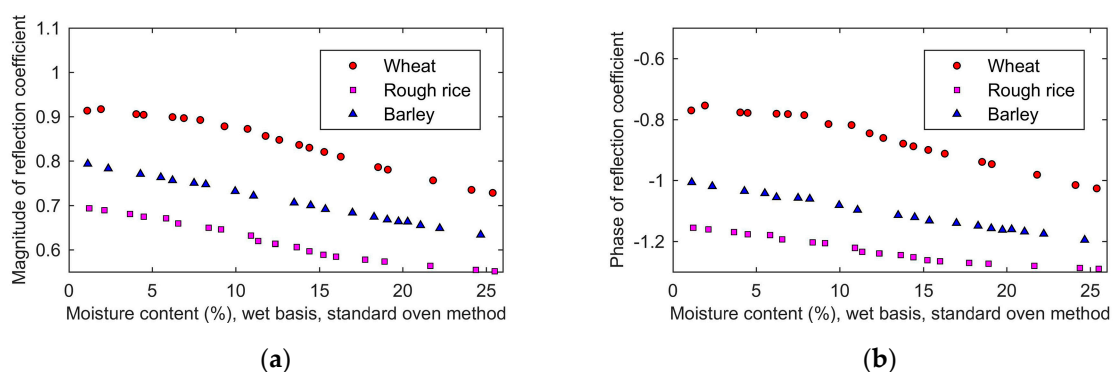 1.1
1
0.9
0.8
0.7
0.6
Magnitude of reflection coefficient
Wheat
Rough rice
Barley
0 5 10 15 20 25
Moisture content (%), wet basis, standard oven method
(a)
-0.4
-0.6
-0.8
-1
-1.2
Phase of reflection coefficient
Wheat
Rough rice
Barley
0 5 10 15 20 25
Moisture content (%), wet basis, standard oven method
(b)